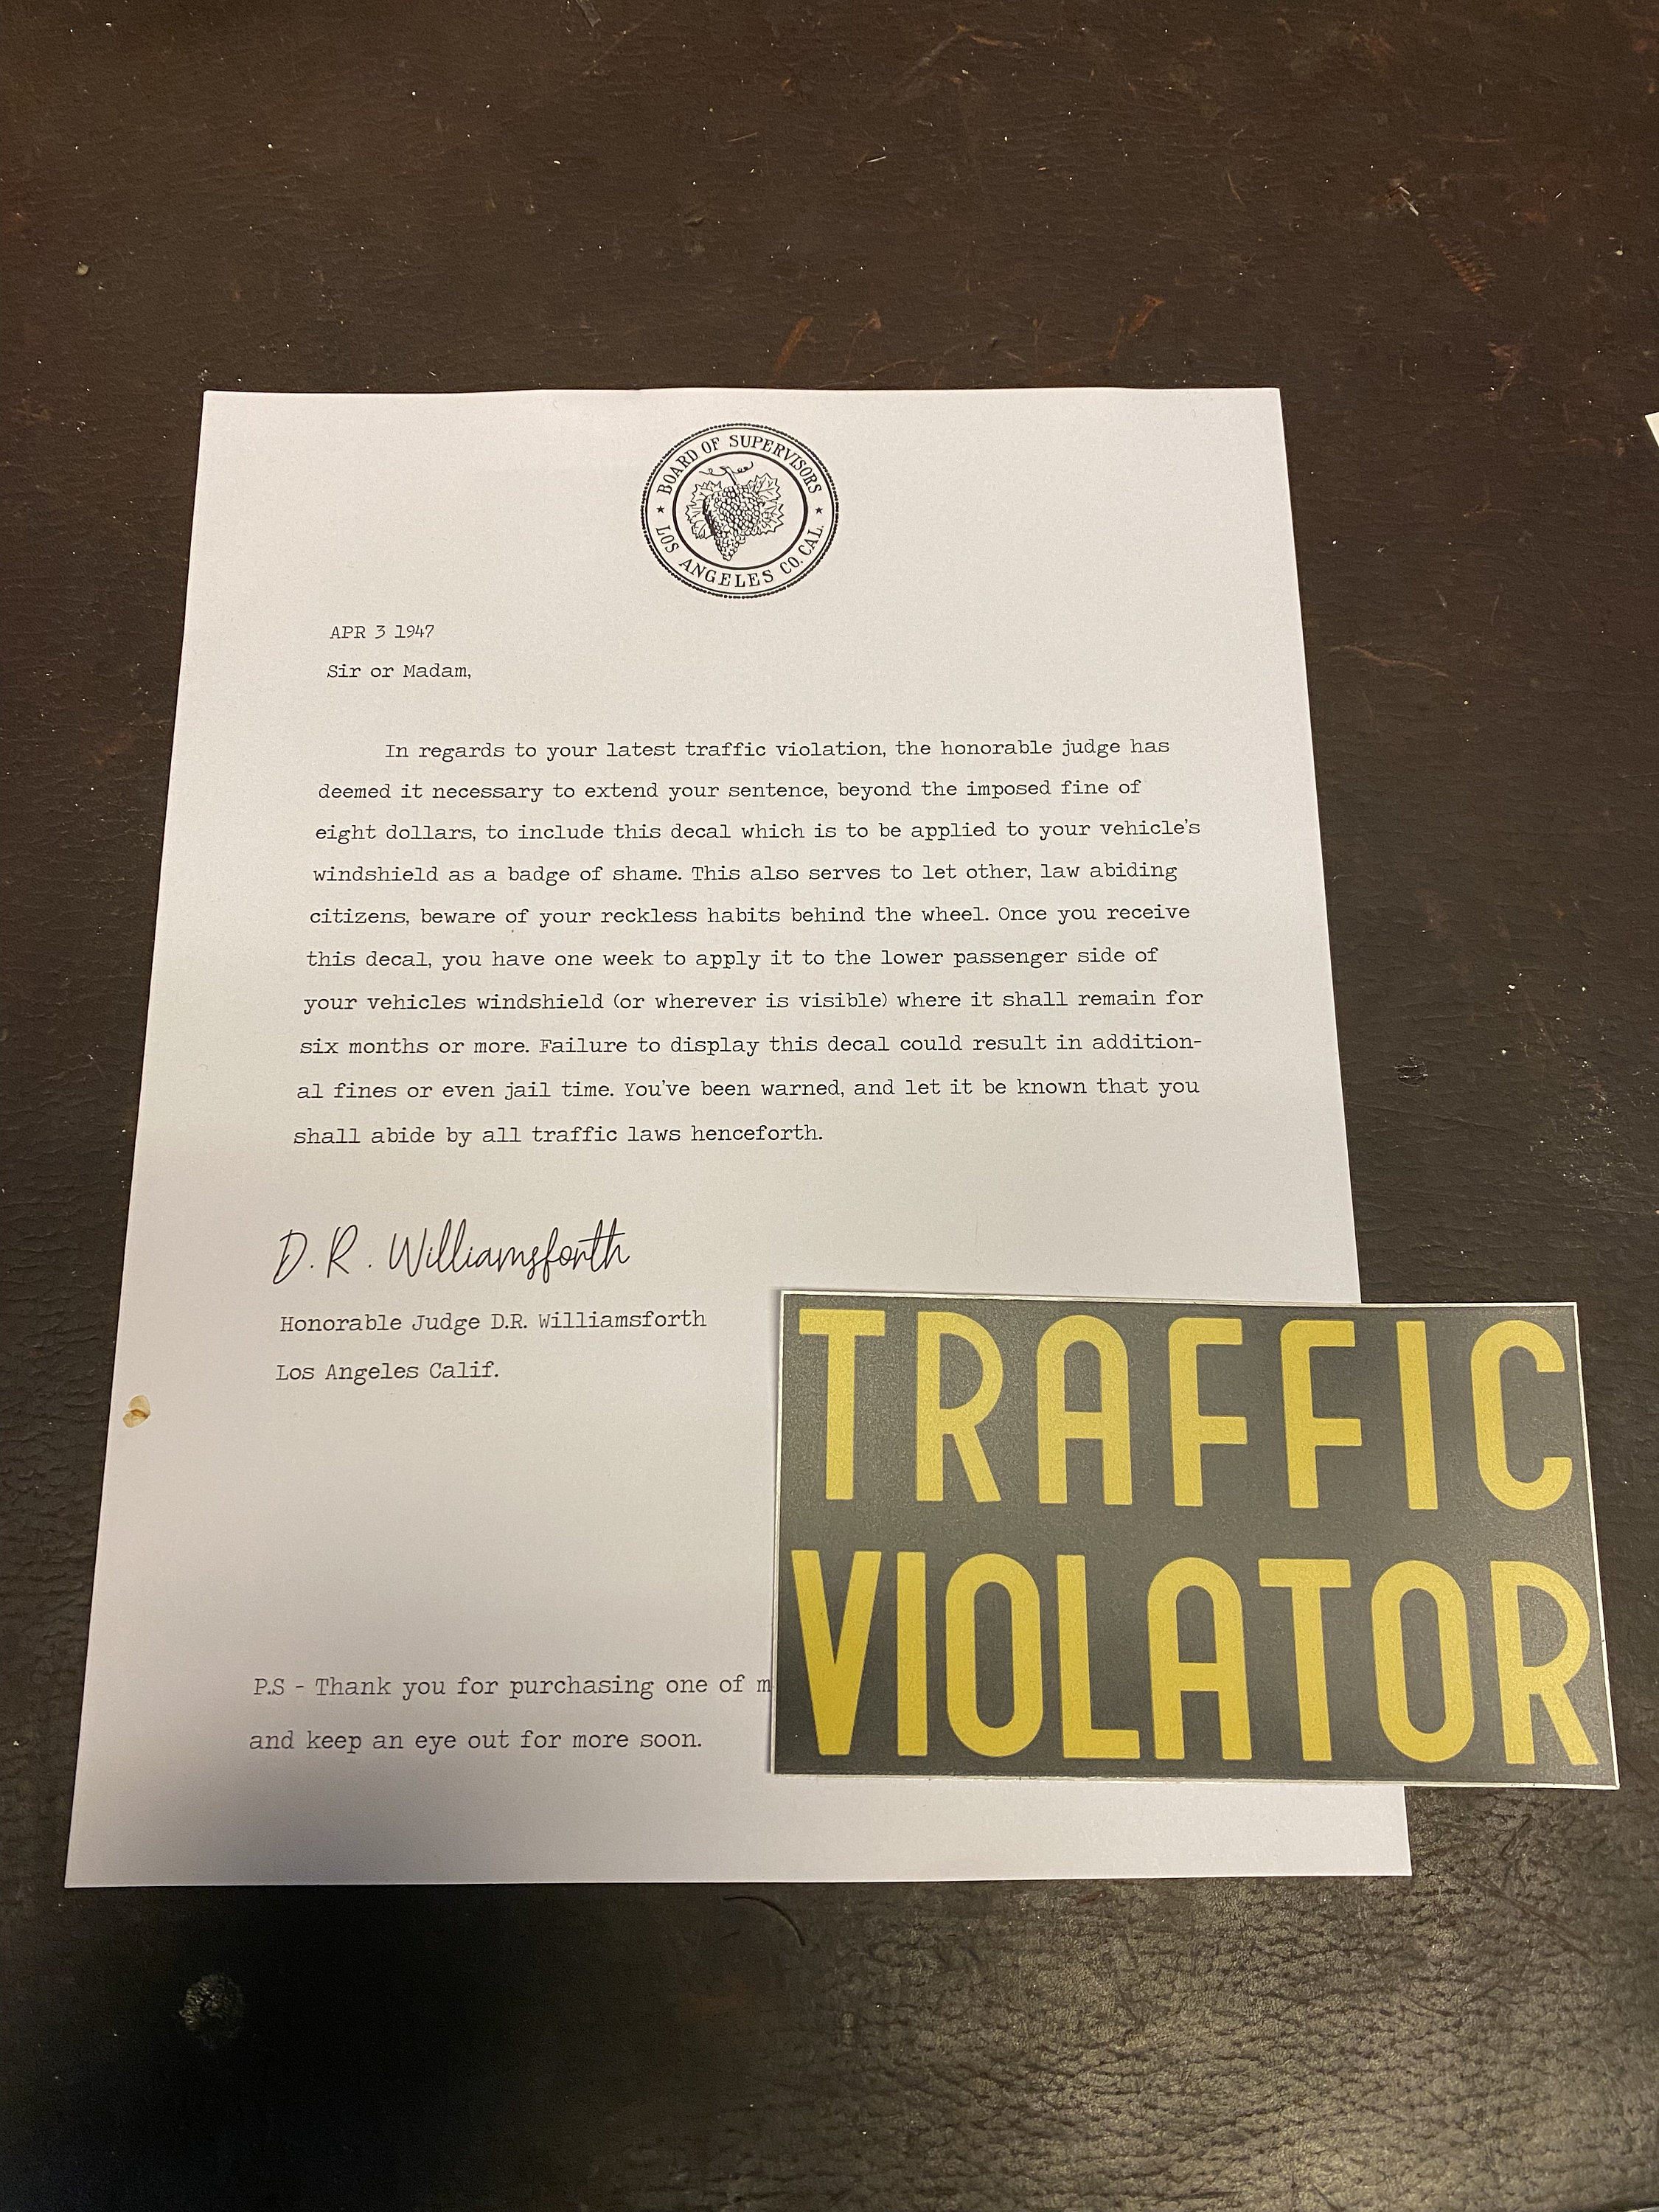 BOARD OF SUPERVISORS
LOS ANGELES CO. CAL.
APR 3 1947
Sir or Madam,
In regards to your latest traffic violation, the honorable judge has
deemed it necessary to extend your sentence, beyond the imposed fine of
eight dollars, to include this decal which is to be applied to your vehicle's
windshield as a badge of shame. This also serves to let other, law abiding
citizens, beware of your reckless habits behind the wheel. Once you receive
this decal, you have one week to apply it to the lower passenger side of
your vehicles windshield (or wherever is visible) where it shall remain for
six months or more. Failure to display this decal could result in addition-
al fines or even jail time. You've been warned, and let it be known that you
shall abide by all traffic laws henceforth.
D. R. Williamsforth
Honorable Judge D.R. Williamsforth
Los Angeles Calif.
P.S - Thank you for purchasing one of
and keep an eye out for more soon.
TRAFFIC
VIOLATOR